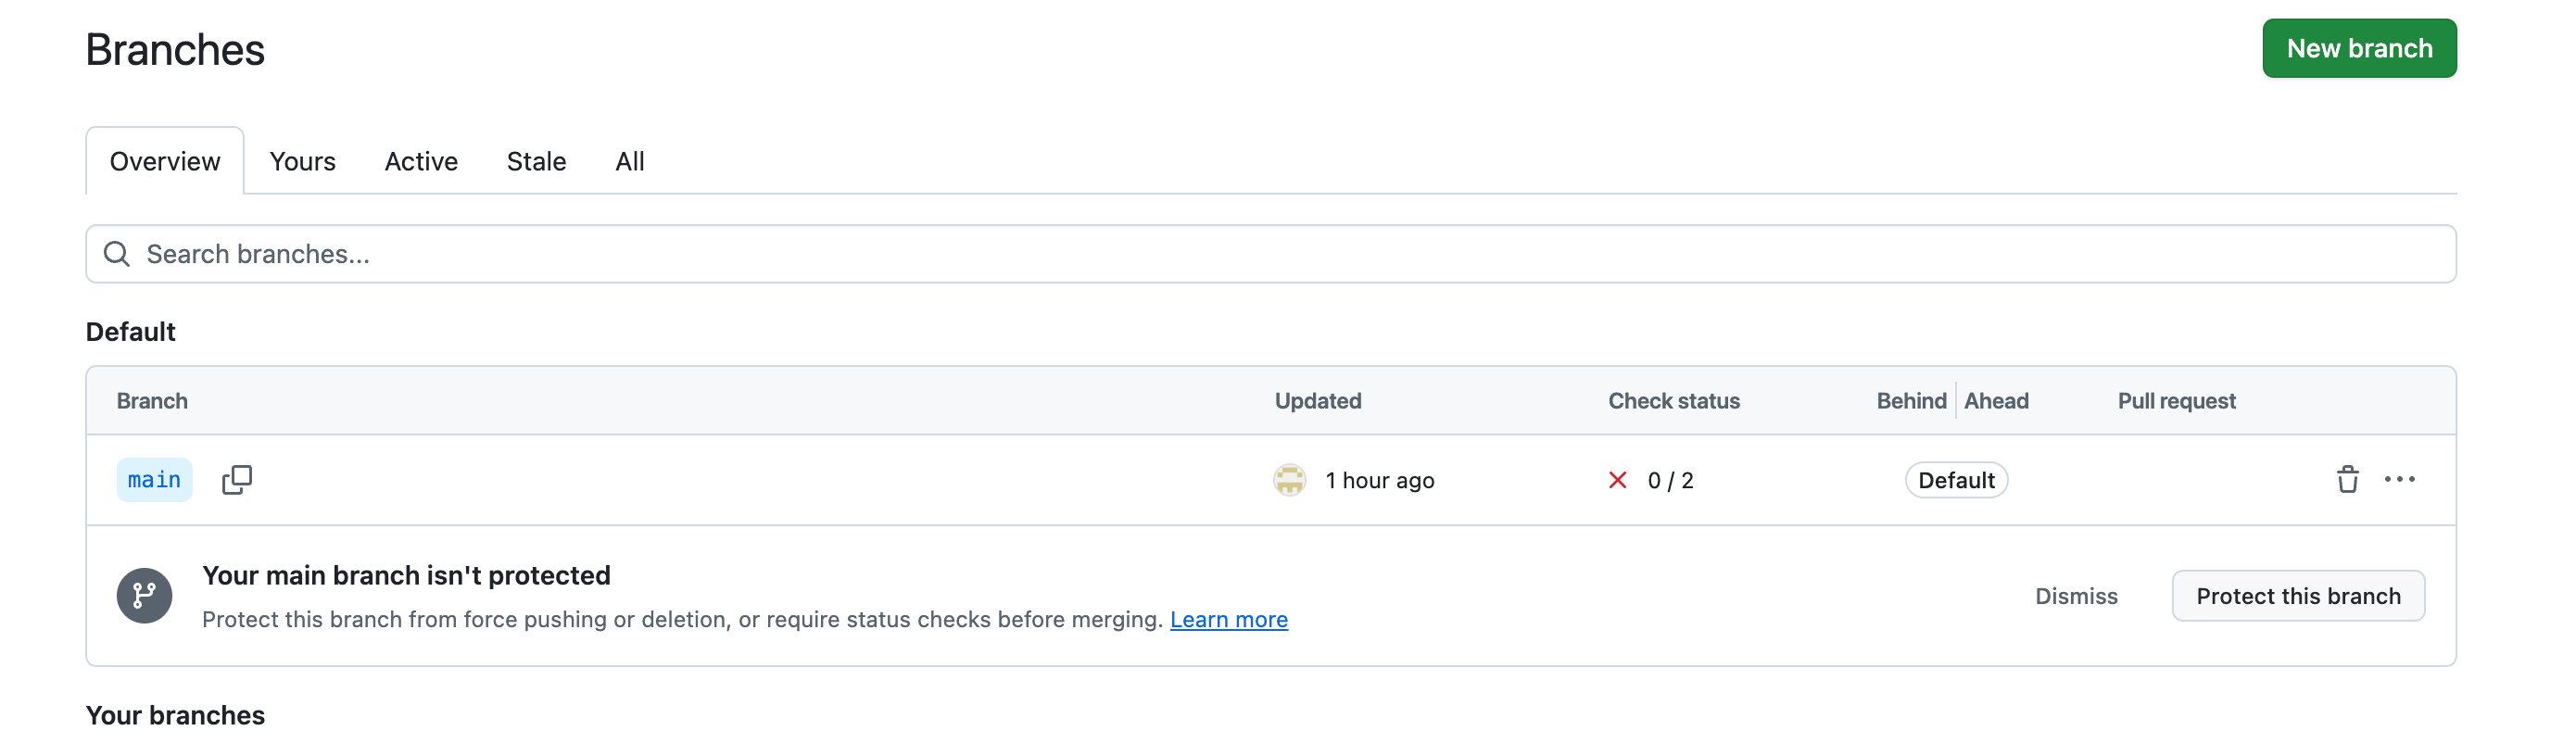 Branches
New branch
Overview Yours Active Stale All
Search branches...
Default
Branch Updated Check status Behind Ahead Pull request
main 1 hour ago 0 / 2 Default
Your main branch isn't protected
Protect this branch from force pushing or deletion, or require status checks before merging. Learn more
Dismiss Protect this branch
Your branches